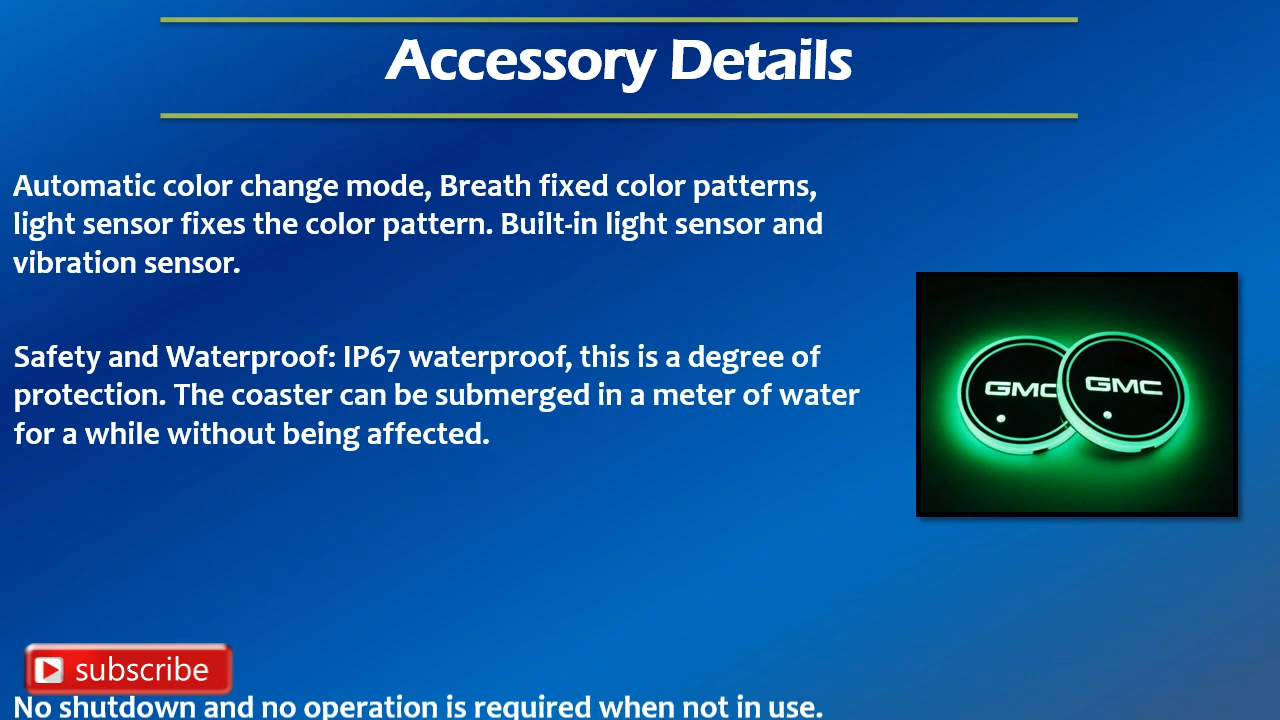 Accessory Details
Automatic color change mode, Breath fixed color patterns,
light sensor fixes the color pattern. Built-in light sensor and
vibration sensor.
Safety and Waterproof: IP67 waterproof, this is a degree of
protection. The coaster can be submerged in a meter of water
for a while without being affected.
GMC GMC
subscribe
No shutdown and no operation is required when not in use.